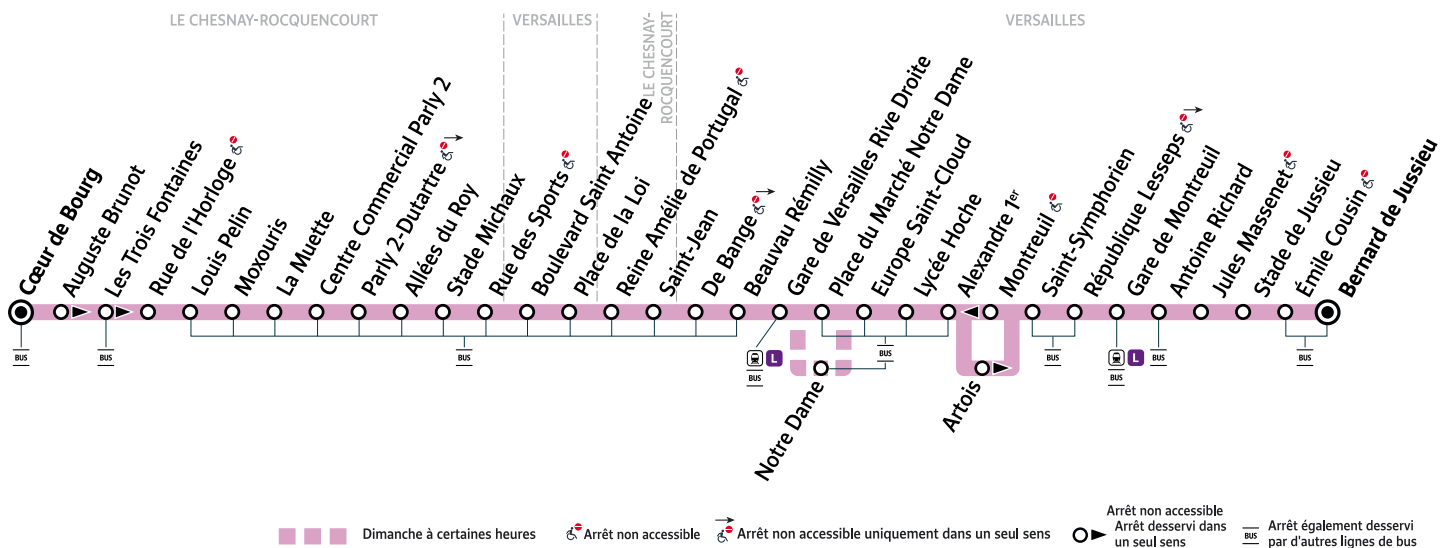 LE CHESNAY-ROCQUENCOURT
VERSAILLES
LE CHESNAY-
ROCQUENCOURT
VERSAILLES
Cœur de Bourg
Auguste Brunot
Les Trois Fontaines
Rue de l'Horloge
Louis Pelin
Moxouris
La Muette
Centre Commercial Parly 2
Parly 2-Dutartre
Allées du Roy
Stade Michaux
Rue des Sports
Boulevard Saint Antoine
Place de la Loi
Reine Amélie de Portugal
Saint-Jean
De Bange
Beauvau Rémilly
Gare de Versailles Rive Droite
Place du Marché Notre Dame
Europe Saint-Cloud
Lycée Hoche
Alexandre 1er
Montreuil
Saint-Symphorien
République Lesseps
Gare de Montreuil
Antoine Richard
Jules Massenet
Stade de Jussieu
Émile Cousin
Bernard de Jussieu
BUS
BUS
BUS
L
BUS
BUS
BUS
L
BUS
BUS
BUS
Notre Dame
Artois
Dimanche à certaines heures
Arrêt non accessible
Arrêt non accessible uniquement dans un seul sens
Arrêt non accessible
Arrêt desservi dans
un seul sens
BUS
Arrêt également desservi
par d'autres lignes de bus